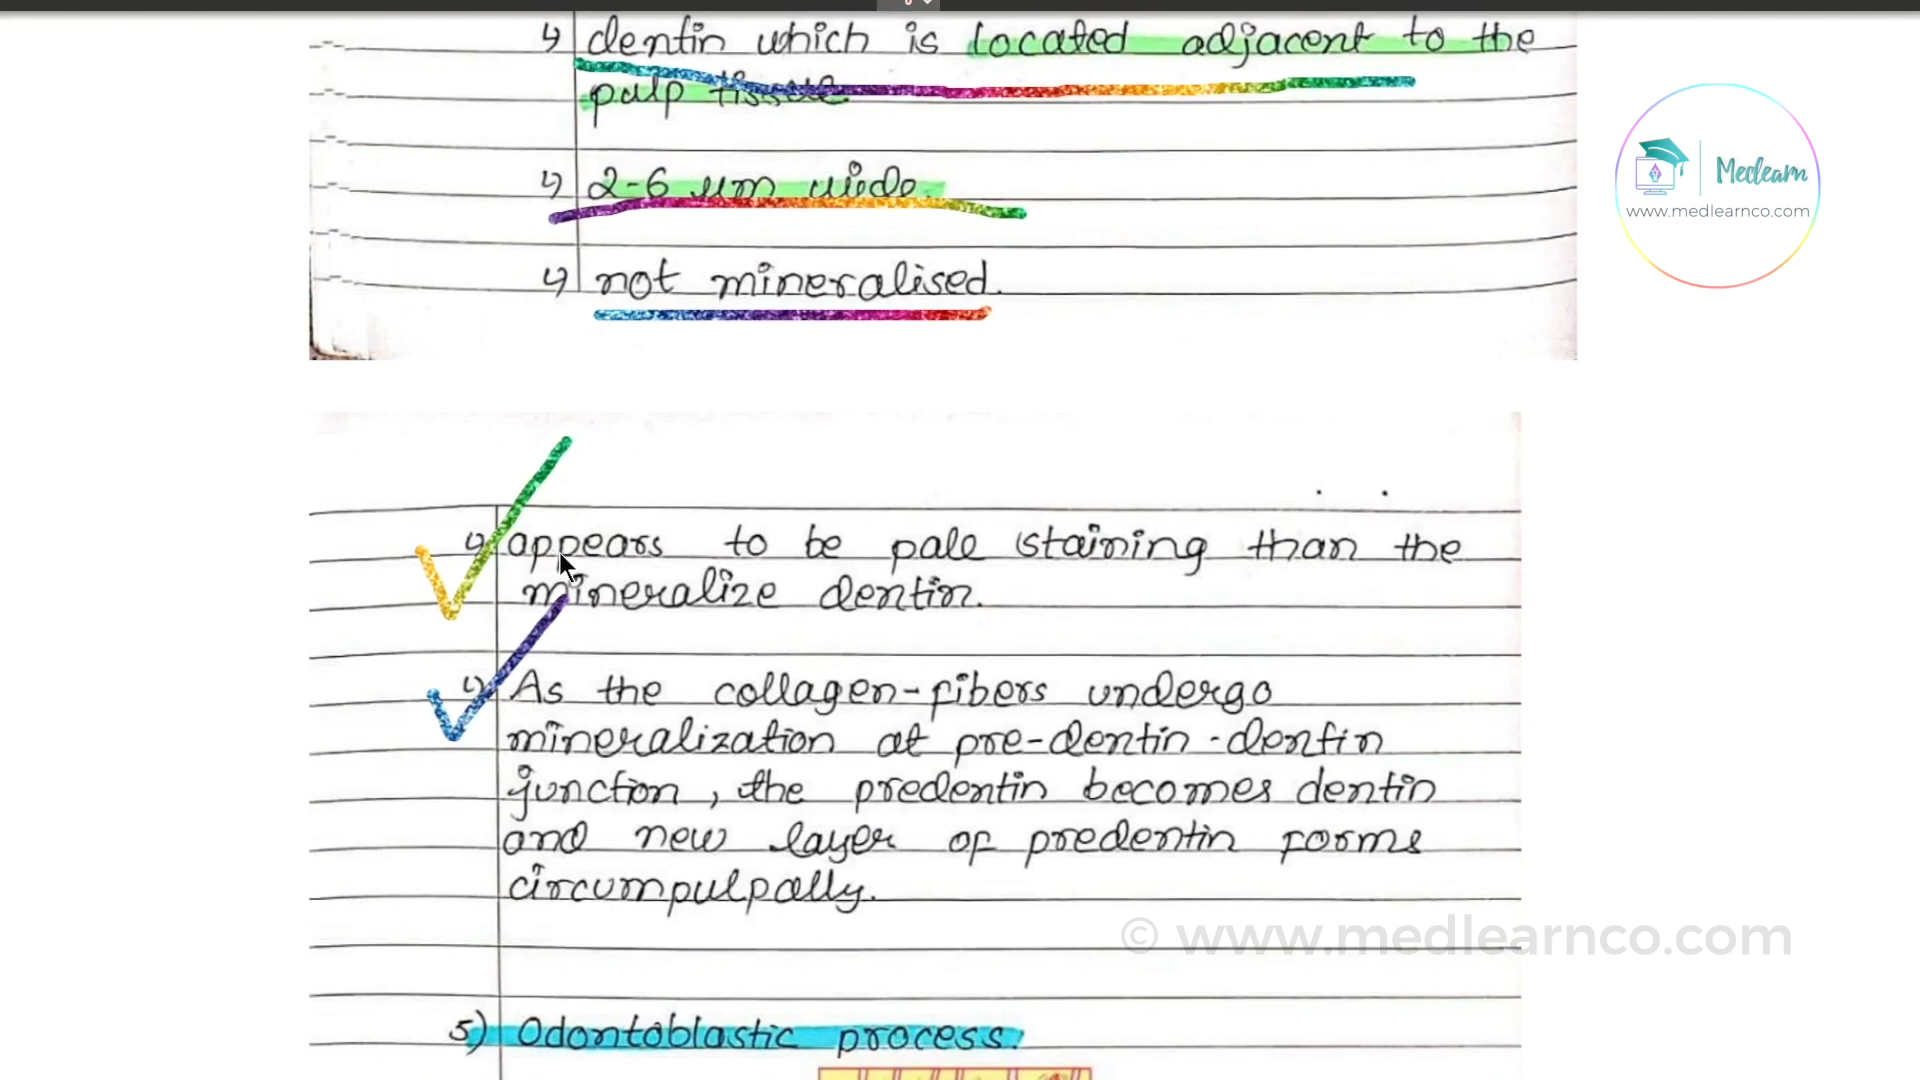 ↳ dentin which is located adjacent to the
pulp tissue
↳ 2-6 µm wide.
↳ not mineralised.
Medlearn
www.medlearnco.com
↳ appears to be pale staining than the
mineralize dentin.
↳ As the collagen-fibers undergo
mineralization at pre-dentin-dentin
junction, the predentin becomes dentin
and new layer of predentin forms
circumpulpally.
© www.medlearnco.com
5) Odontoblastic process.